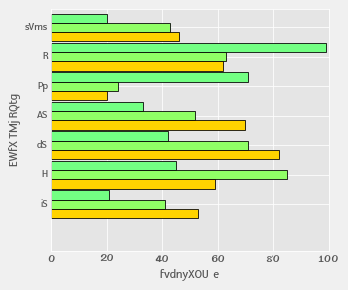 sVms
R
Pp
AS
dS
H
iS
EWfX TMj RQtg
0 20 40 60 80 100
fvdnyXOU e